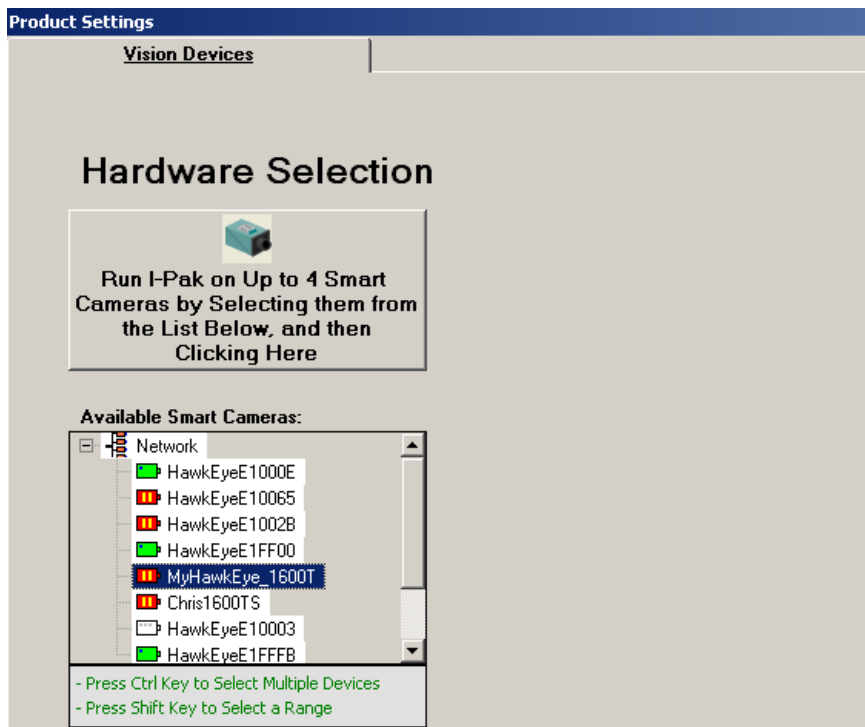 Product Settings
Vision Devices
Hardware Selection
Run I-Pak on Up to 4 Smart
Cameras by Selecting them from
the List Below, and then
Clicking Here
Available Smart Cameras:
Network
HawkEyeE1000E
HawkEyeE10065
HawkEyeE1002B
HawkEyeE1FF00
MyHawkEye_1600T
Chris1600TS
HawkEyeE10003
HawkEyeE1FFFB
- Press Ctrl Key to Select Multiple Devices
- Press Shift Key to Select a Range